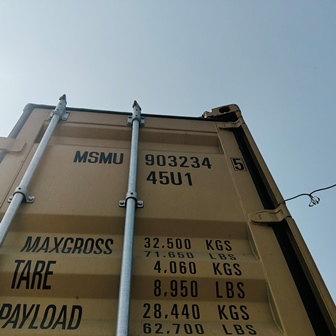 MSMU 903234 5
45U1
MAXGROSS 32.500 KGS
71.650 LBS
TARE 4.060 KGS
8.950 LBS
PAYLOAD 28.440 KGS
62.700 LBS